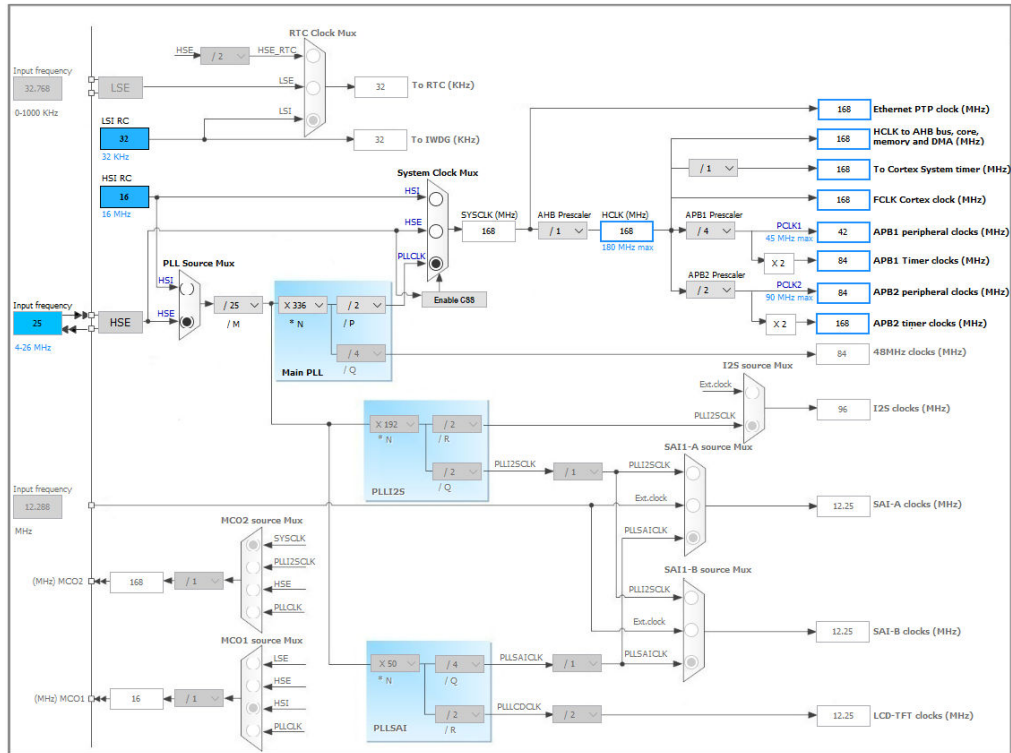 RTC Clock Mux
HSE
/ 2
HSE_RTC
Input frequency
32.768
0-1000 KHz
LSE
LSE
32
To RTC (KHz)
LSI RC
32
32 KHz
LSI
32
To IWDG (KHz)
168
Ethernet PTP clock (MHz)
168
HCLK to AHB bus, core,
memory and DMA (MHz)
HSI RC
16
16 MHz
System Clock Mux
HSI
HSE
PLLCLK
SYSCLK (MHz)
168
AHB Prescaler
/ 1
HCLK (MHz)
168
180 MHz max
/ 1
168
To Cortex System timer (MHz)
168
FCLK Cortex clock (MHz)
APB1 Prescaler
/ 4
PCLK1
45 MHz max
42
APB1 peripheral clocks (MHz)
X 2
84
APB1 Timer clocks (MHz)
APB2 Prescaler
/ 2
PCLK2
90 MHz max
84
APB2 peripheral clocks (MHz)
X 2
168
APB2 timer clocks (MHz)
PLL Source Mux
HSI
HSE
Input frequency
25
4-26 MHz
HSE
/ 25
/ M
X 336
* N
/ 2
/ P
/ 4
/ Q
Main PLL
Enable CSS
84
48MHz clocks (MHz)
I2S source Mux
Ext.clock
PLLI2SCLK
96
I2S clocks (MHz)
X 192
* N
/ 2
/ R
/ 2
/ Q
PLLI2S
PLLI2SCLK
/ 1
SAI1-A source Mux
PLLI2SCLK
Ext.clock
PLLSAICLK
12.25
SAI-A clocks (MHz)
Input frequency
12.288
MHz
MCO2 source Mux
SYSCLK
PLLI2SCLK
HSE
PLLCLK
(MHz) MCO2
168
/ 1
SAI1-B source Mux
PLLI2SCLK
Ext.clock
PLLSAICLK
12.25
SAI-B clocks (MHz)
MCO1 source Mux
LSE
HSE
HSI
PLLCLK
(MHz) MCO1
16
/ 1
X 50
* N
/ 4
/ Q
/ 2
/ R
PLLSAI
PLLSAICLK
/ 1
PLLLCDCLK
/ 2
12.25
LCD-TFT clocks (MHz)